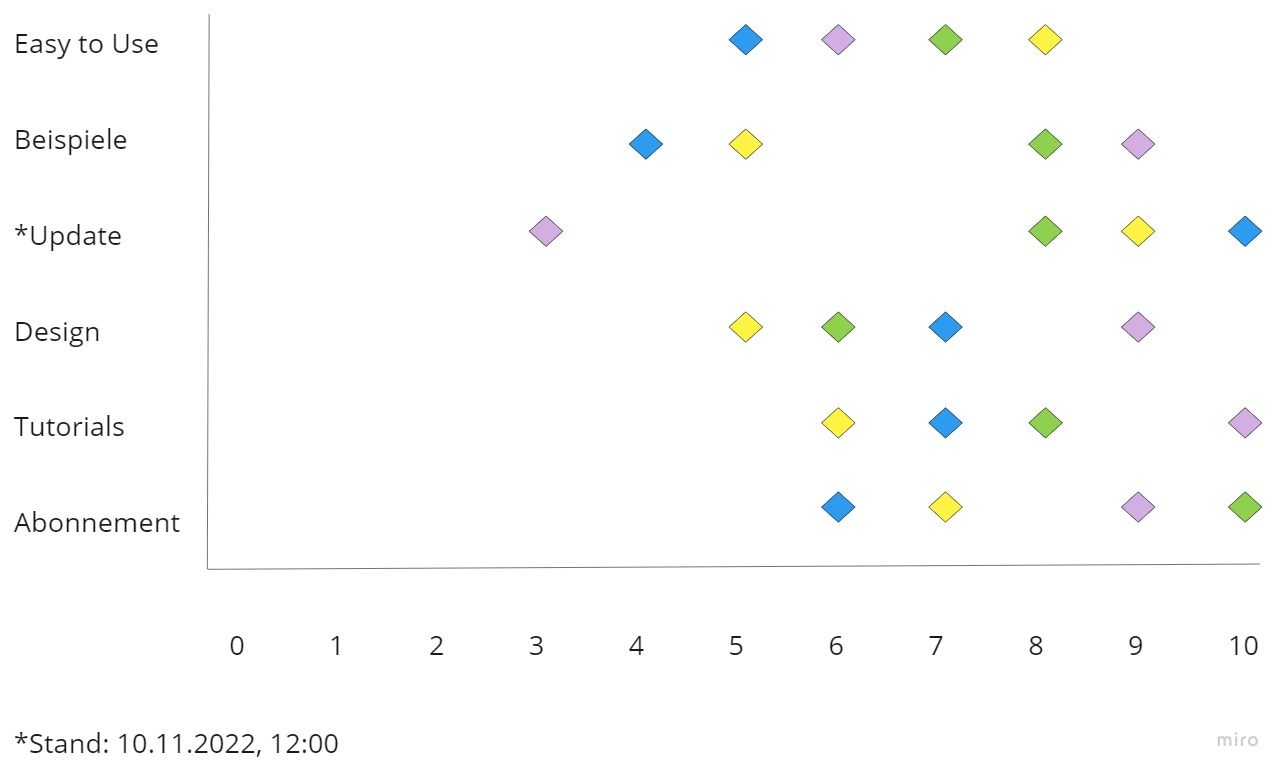 Easy to Use
Beispiele
*Update
Design
Tutorials
Abonnement
0 1 2 3 4 5 6 7 8 9 10
*Stand: 10.11.2022, 12:00
miro